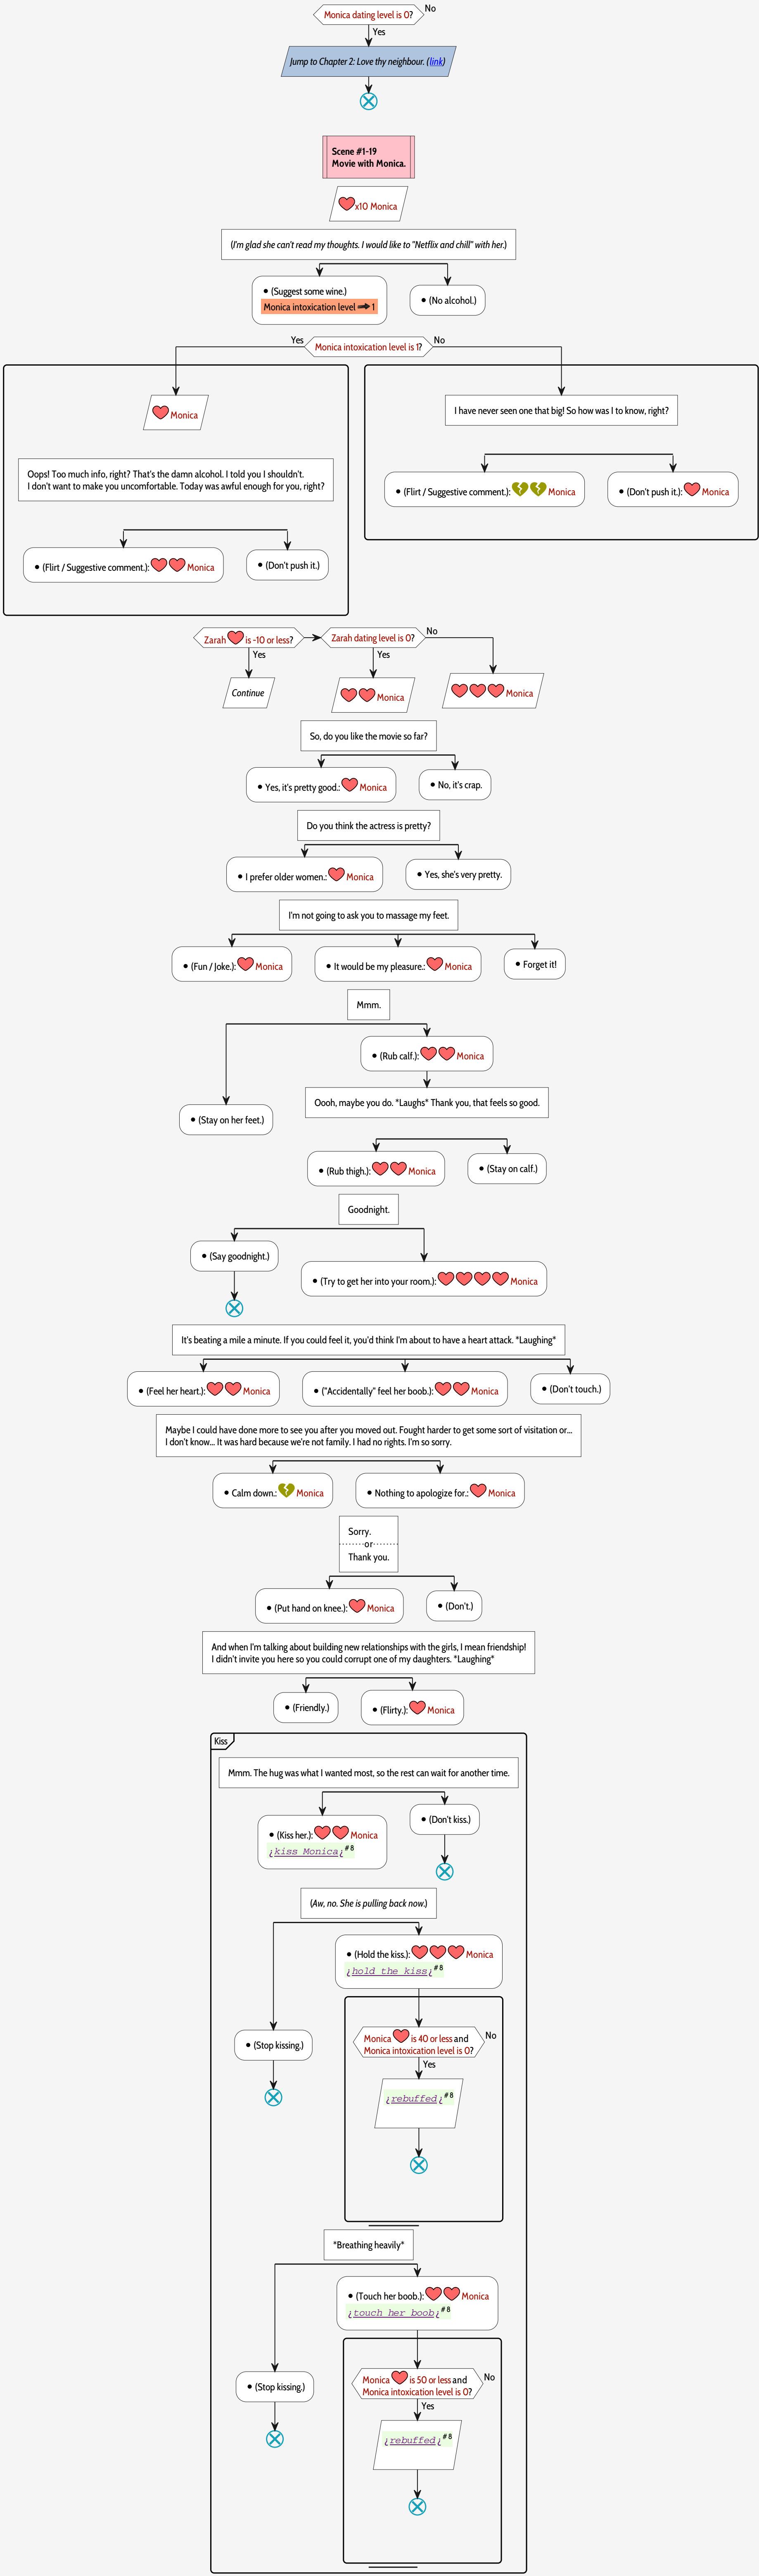 Monica dating level is 0?
No
Yes
Jump to Chapter 2: Love thy neighbour. (link)
Scene #1-19
Movie with Monica.
x10 Monica
(I'm glad she can't read my thoughts. I would like to "Netflix and chill" with her.)
• (Suggest some wine.)
Monica intoxication level ➡ 1
• (No alcohol.)
Yes
Monica intoxication level is 1?
No
Monica
Oops! Too much info, right? That's the damn alcohol. I told you I shouldn't.
I don't want to make you uncomfortable. Today was awful enough for you, right?
• (Flirt / Suggestive comment.): Monica
• (Don't push it.)
I have never seen one that big! So how was I to know, right?
• (Flirt / Suggestive comment.): Monica
• (Don't push it.): Monica
Zarah is -10 or less?
Zarah dating level is 0?
No
Yes
Yes
Continue
Monica
Monica
So, do you like the movie so far?
• Yes, it's pretty good.: Monica
• No, it's crap.
Do you think the actress is pretty?
• I prefer older women.: Monica
• Yes, she's very pretty.
I'm not going to ask you to massage my feet.
• (Fun / Joke.): Monica
• It would be my pleasure.: Monica
• Forget it!
Mmm.
• (Rub calf.): Monica
Oooh, maybe you do. *Laughs* Thank you, that feels so good.
• (Stay on her feet.)
• (Rub thigh.): Monica
• (Stay on calf.)
Goodnight.
• (Say goodnight.)
• (Try to get her into your room.): Monica
It's beating a mile a minute. If you could feel it, you'd think I'm about to have a heart attack. *Laughing*
• (Feel her heart.): Monica
• ("Accidentally" feel her boob.): Monica
• (Don't touch.)
Maybe I could have done more to see you after you moved out. Fought harder to get some sort of visitation or...
I don't know... It was hard because we're not family. I had no rights. I'm so sorry.
• Calm down.: Monica
• Nothing to apologize for.: Monica
Sorry.
or
Thank you.
• (Put hand on knee.): Monica
• (Don't.)
And when I'm talking about building new relationships with the girls, I mean friendship!
I didn't invite you here so you could corrupt one of my daughters. *Laughing*
• (Friendly.)
• (Flirty.): Monica
Kiss
Mmm. The hug was what I wanted most, so the rest can wait for another time.
• (Kiss her.): Monica
¿kiss Monica¿#8
• (Don't kiss.)
(Aw, no. She is pulling back now.)
• (Hold the kiss.): Monica
¿hold the kiss¿#8
• (Stop kissing.)
Monica is 40 or less and
Monica intoxication level is 0?
No
Yes
¿rebuffed¿#8
*Breathing heavily*
• (Touch her boob.): Monica
¿touch her boob¿#8
• (Stop kissing.)
Monica is 50 or less and
Monica intoxication level is 0?
No
Yes
¿rebuffed¿#8